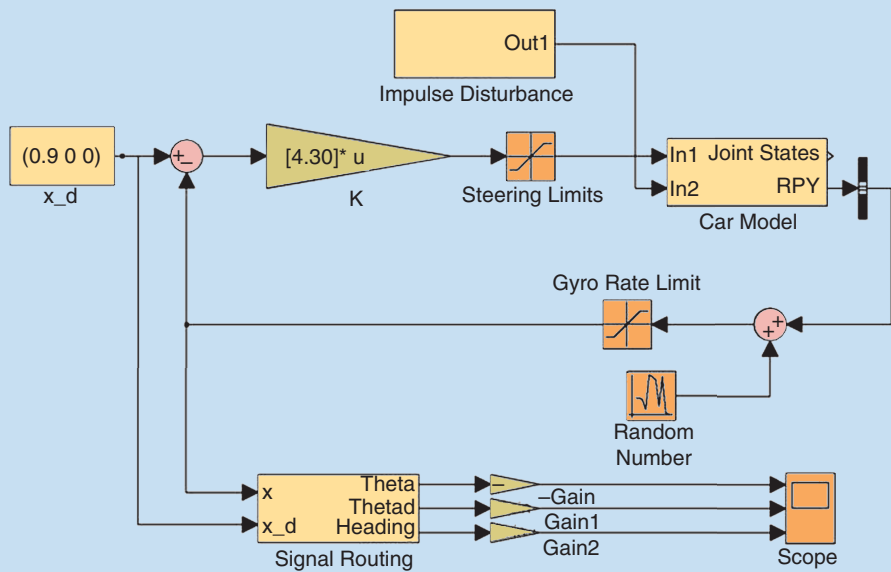 Out1
Impulse Disturbance
(0.9 0 0)
x_d
+
−
[4.30]* u
K
Steering Limits
In1
In2
Joint States
RPY
Car Model
Gyro Rate Limit
+
+
Random
Number
x
x_d
Theta
Thetad
Heading
Signal Routing
−
−Gain
Gain1
Gain2
Scope